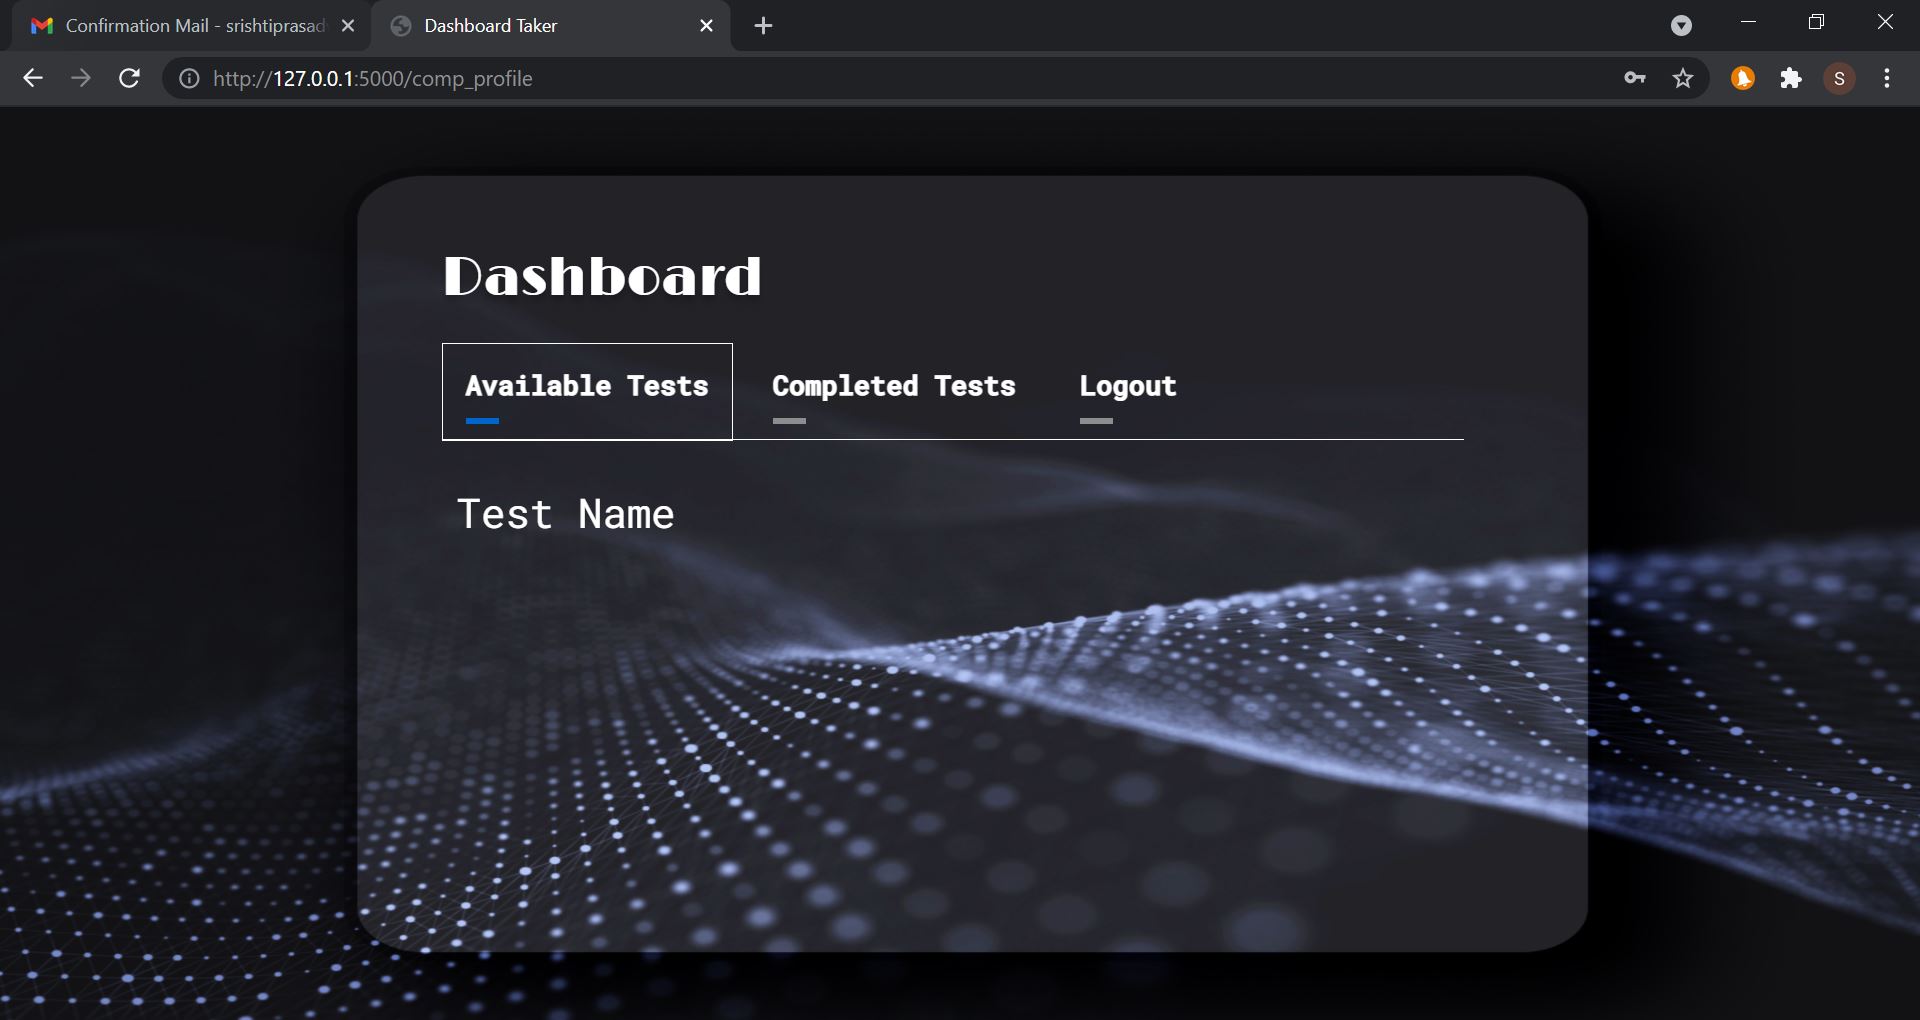 Confirmation Mail - srishtiprasad
Dashboard Taker
http://127.0.0.1:5000/comp_profile
S
Dashboard
Available Tests
Completed Tests
Logout
Test Name